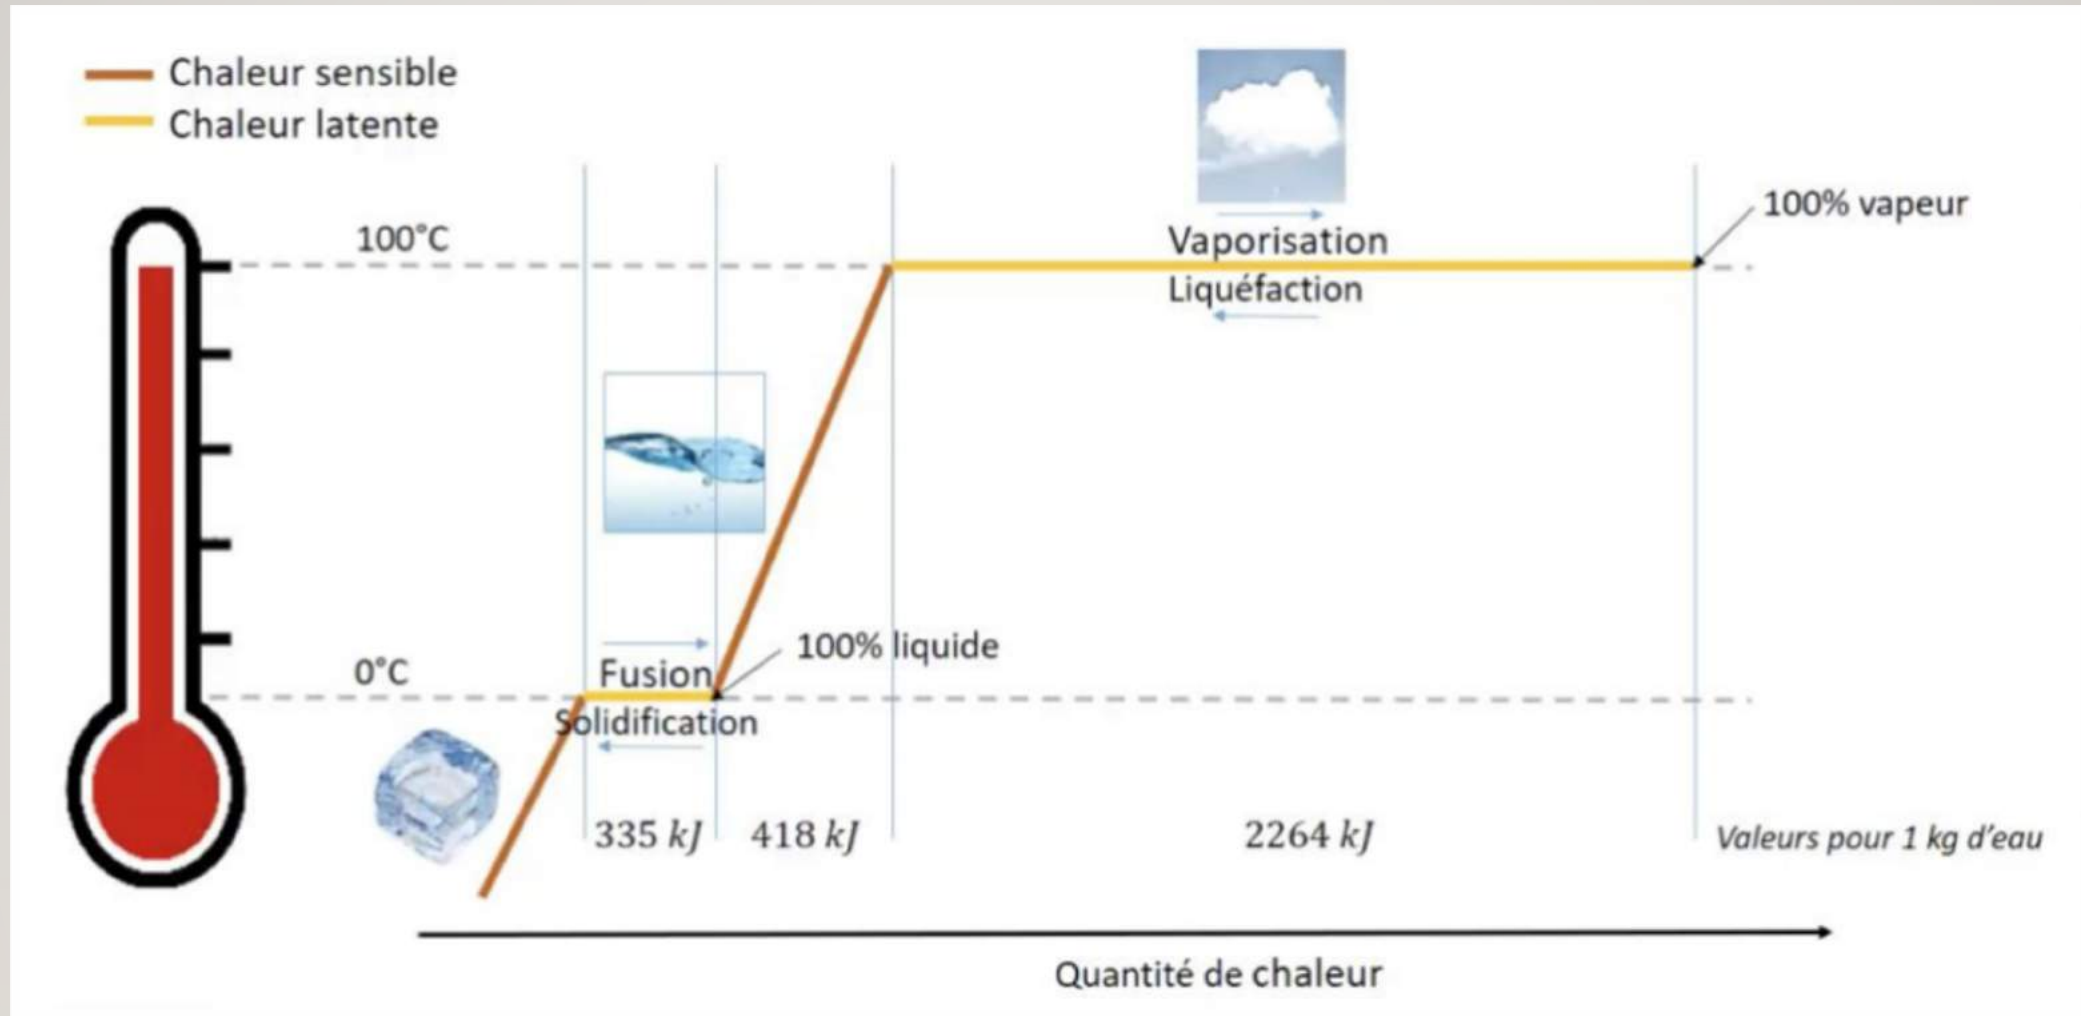 Chaleur sensible
Chaleur latente
100% vapeur
100°C
Vaporisation
Liquéfaction
100% liquide
0°C
Fusion
Solidification
335 kJ
418 kJ
2264 kJ
Valeurs pour 1 kg d'eau
Quantité de chaleur